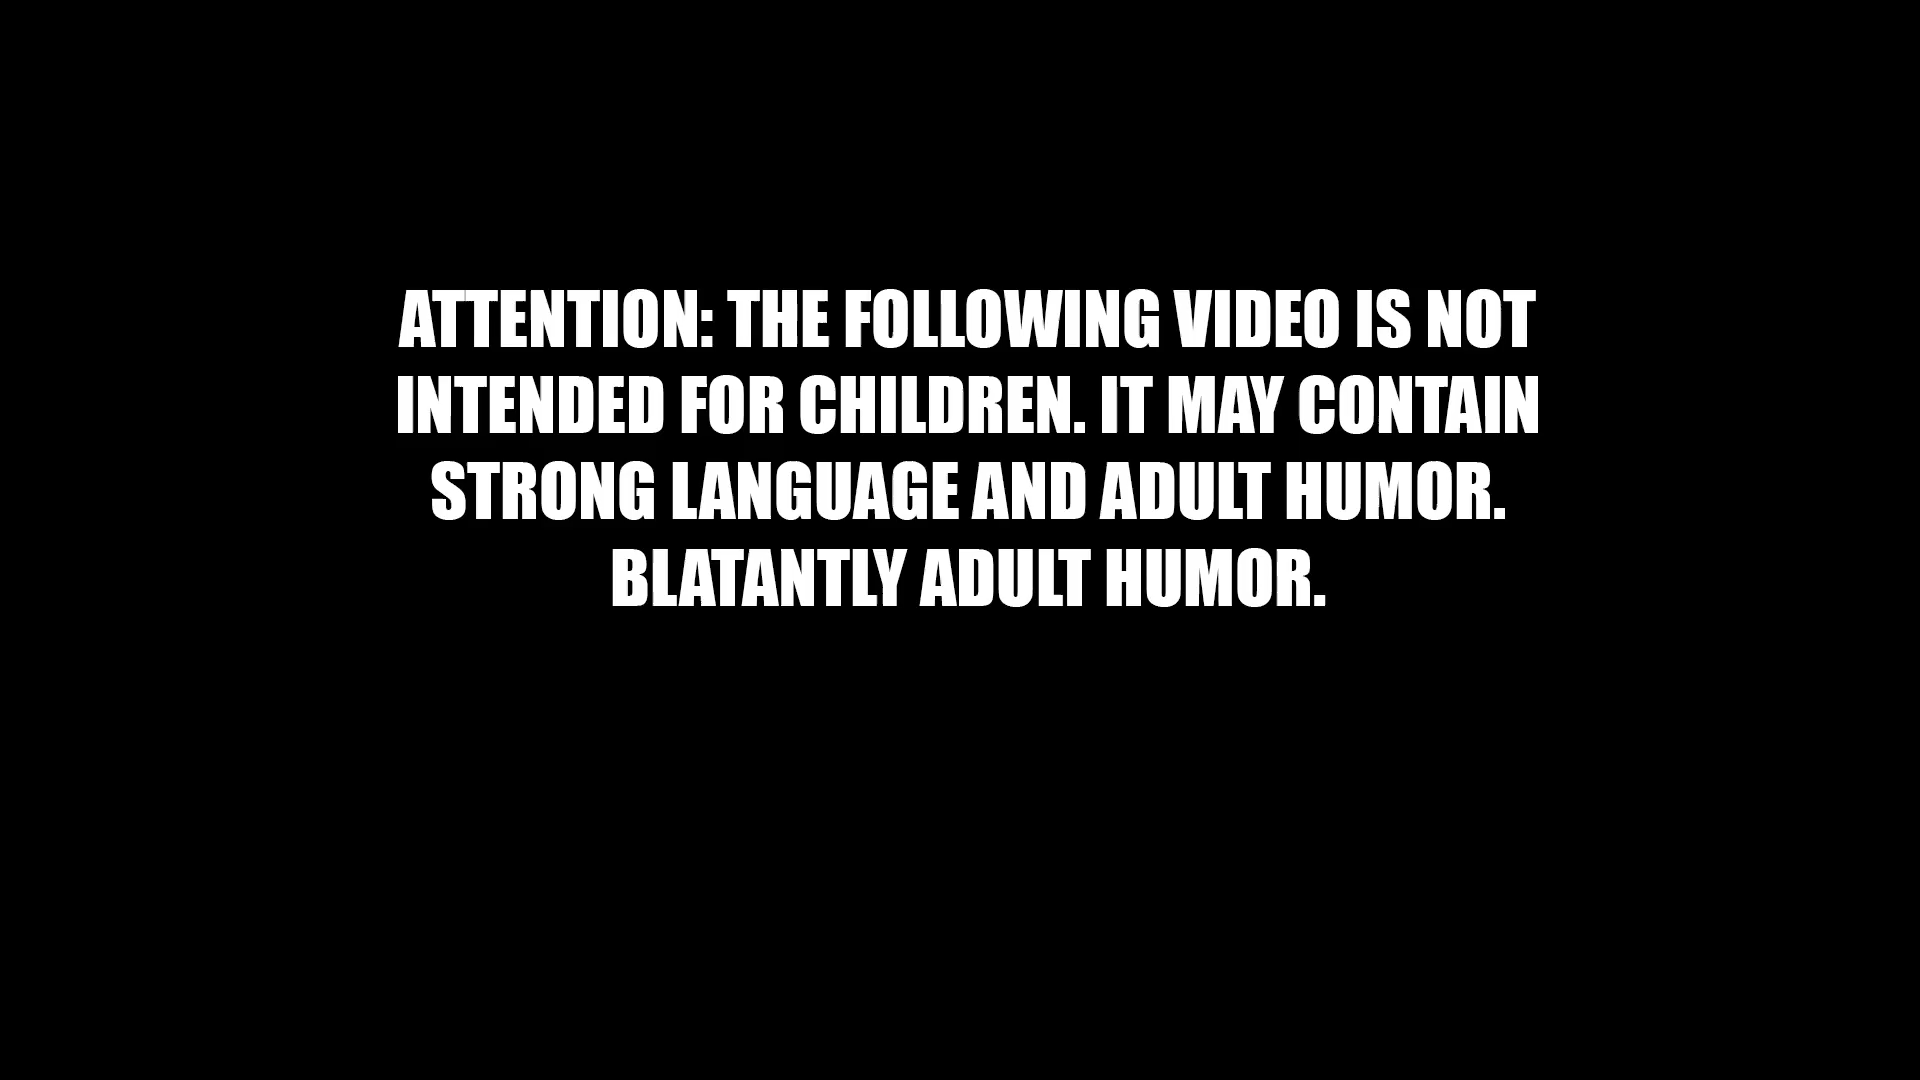 ATTENTION: THE FOLLOWING VIDEO IS NOT
INTENDED FOR CHILDREN. IT MAY CONTAIN
STRONG LANGUAGE AND ADULT HUMOR.
BLATANTLY ADULT HUMOR.